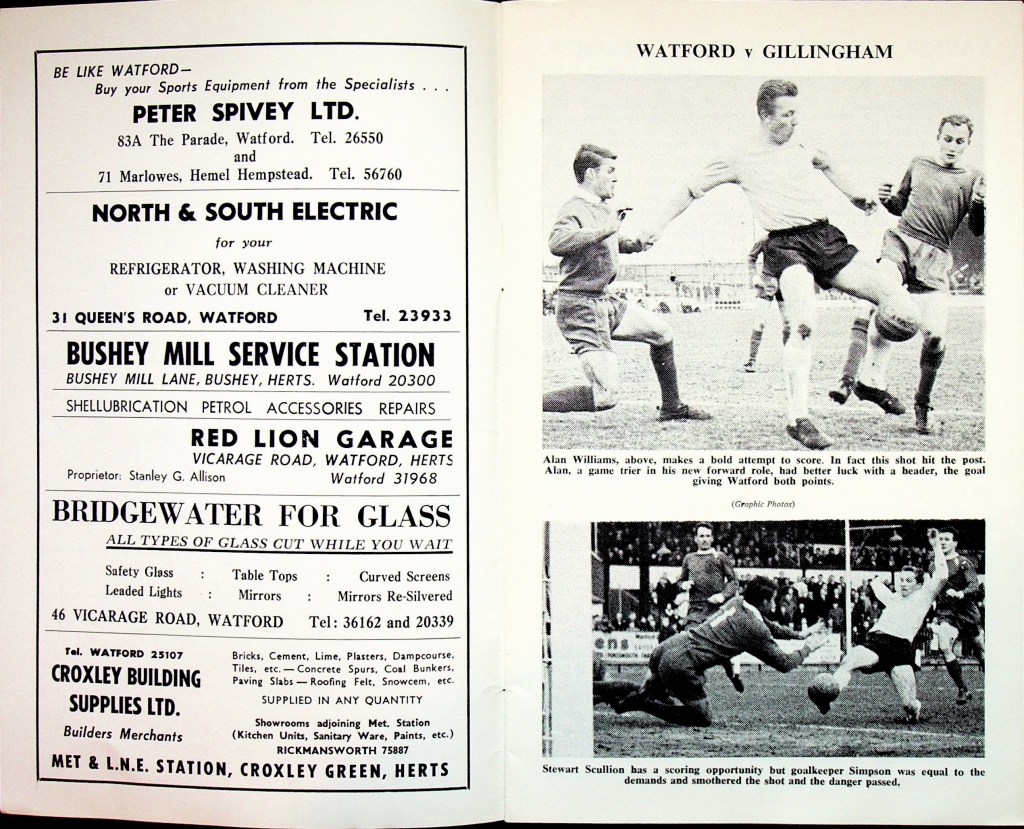 BE LIKE WATFORD—
Buy your Sports Equipment from the Specialists . . .
PETER SPIVEY LTD.
83A The Parade, Watford. Tel. 26550
and
71 Marlowes, Hemel Hempstead. Tel. 56760
NORTH & SOUTH ELECTRIC
for your
REFRIGERATOR, WASHING MACHINE
or VACUUM CLEANER
31 QUEEN'S ROAD, WATFORD Tel. 23933
BUSHEY MILL SERVICE STATION
BUSHEY MILL LANE, BUSHEY, HERTS. Watford 20300
SHELLUBRICATION PETROL ACCESSORIES REPAIRS
RED LION GARAGE
VICARAGE ROAD, WATFORD, HERTS
Proprietor: Stanley G. Allison Watford 31968
BRIDGEWATER FOR GLASS
ALL TYPES OF GLASS CUT WHILE YOU WAIT
Safety Glass : Table Tops : Curved Screens
Leaded Lights : Mirrors : Mirrors Re-Silvered
46 VICARAGE ROAD, WATFORD Tel: 36162 and 20339
Tel. WATFORD 25107
CROXLEY BUILDING
SUPPLIES LTD.
Builders Merchants
Bricks, Cement, Lime, Plasters, Dampcourse,
Tiles, etc.—Concrete Spurs, Coal Bunkers,
Paving Slabs—Roofing Felt, Snowcem, etc.
SUPPLIED IN ANY QUANTITY
Showrooms adjoining Met. Station
(Kitchen Units, Sanitary Ware, Paints, etc.)
RICKMANSWORTH 75887
MET & L.N.E. STATION, CROXLEY GREEN, HERTS
WATFORD v GILLINGHAM
Alan Williams, above, makes a bold attempt to score. In fact this shot hit the post.
Alan, a game trier in his new forward role, had better luck with a header, the goal
giving Watford both points.
(Graphic Photos)
Stewart Scullion has a scoring opportunity but goalkeeper Simpson was equal to the
demands and smothered the shot and the danger passed.